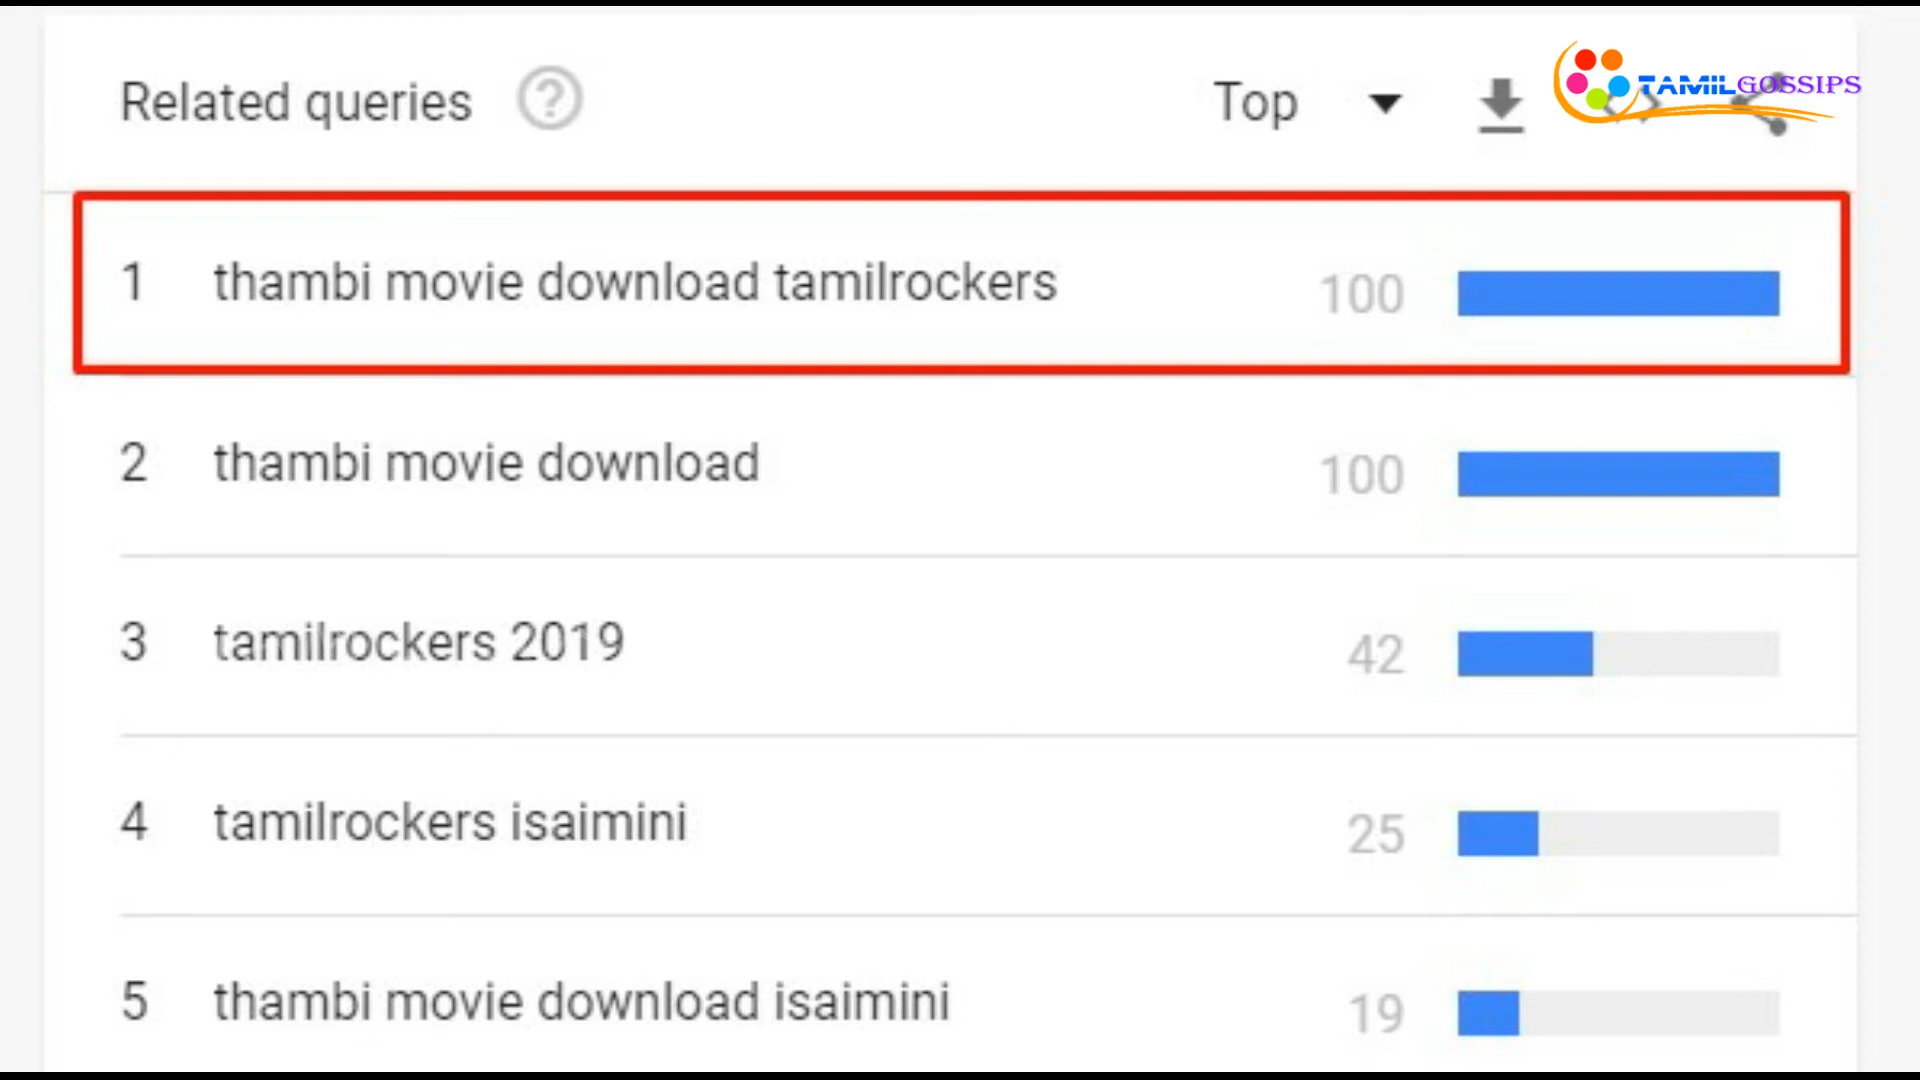 Related queries ?
Top
TAMILGOSSIPS
1 thambi movie download tamilrockers 100
2 thambi movie download 100
3 tamilrockers 2019 42
4 tamilrockers isaimini 25
5 thambi movie download isaimini 19